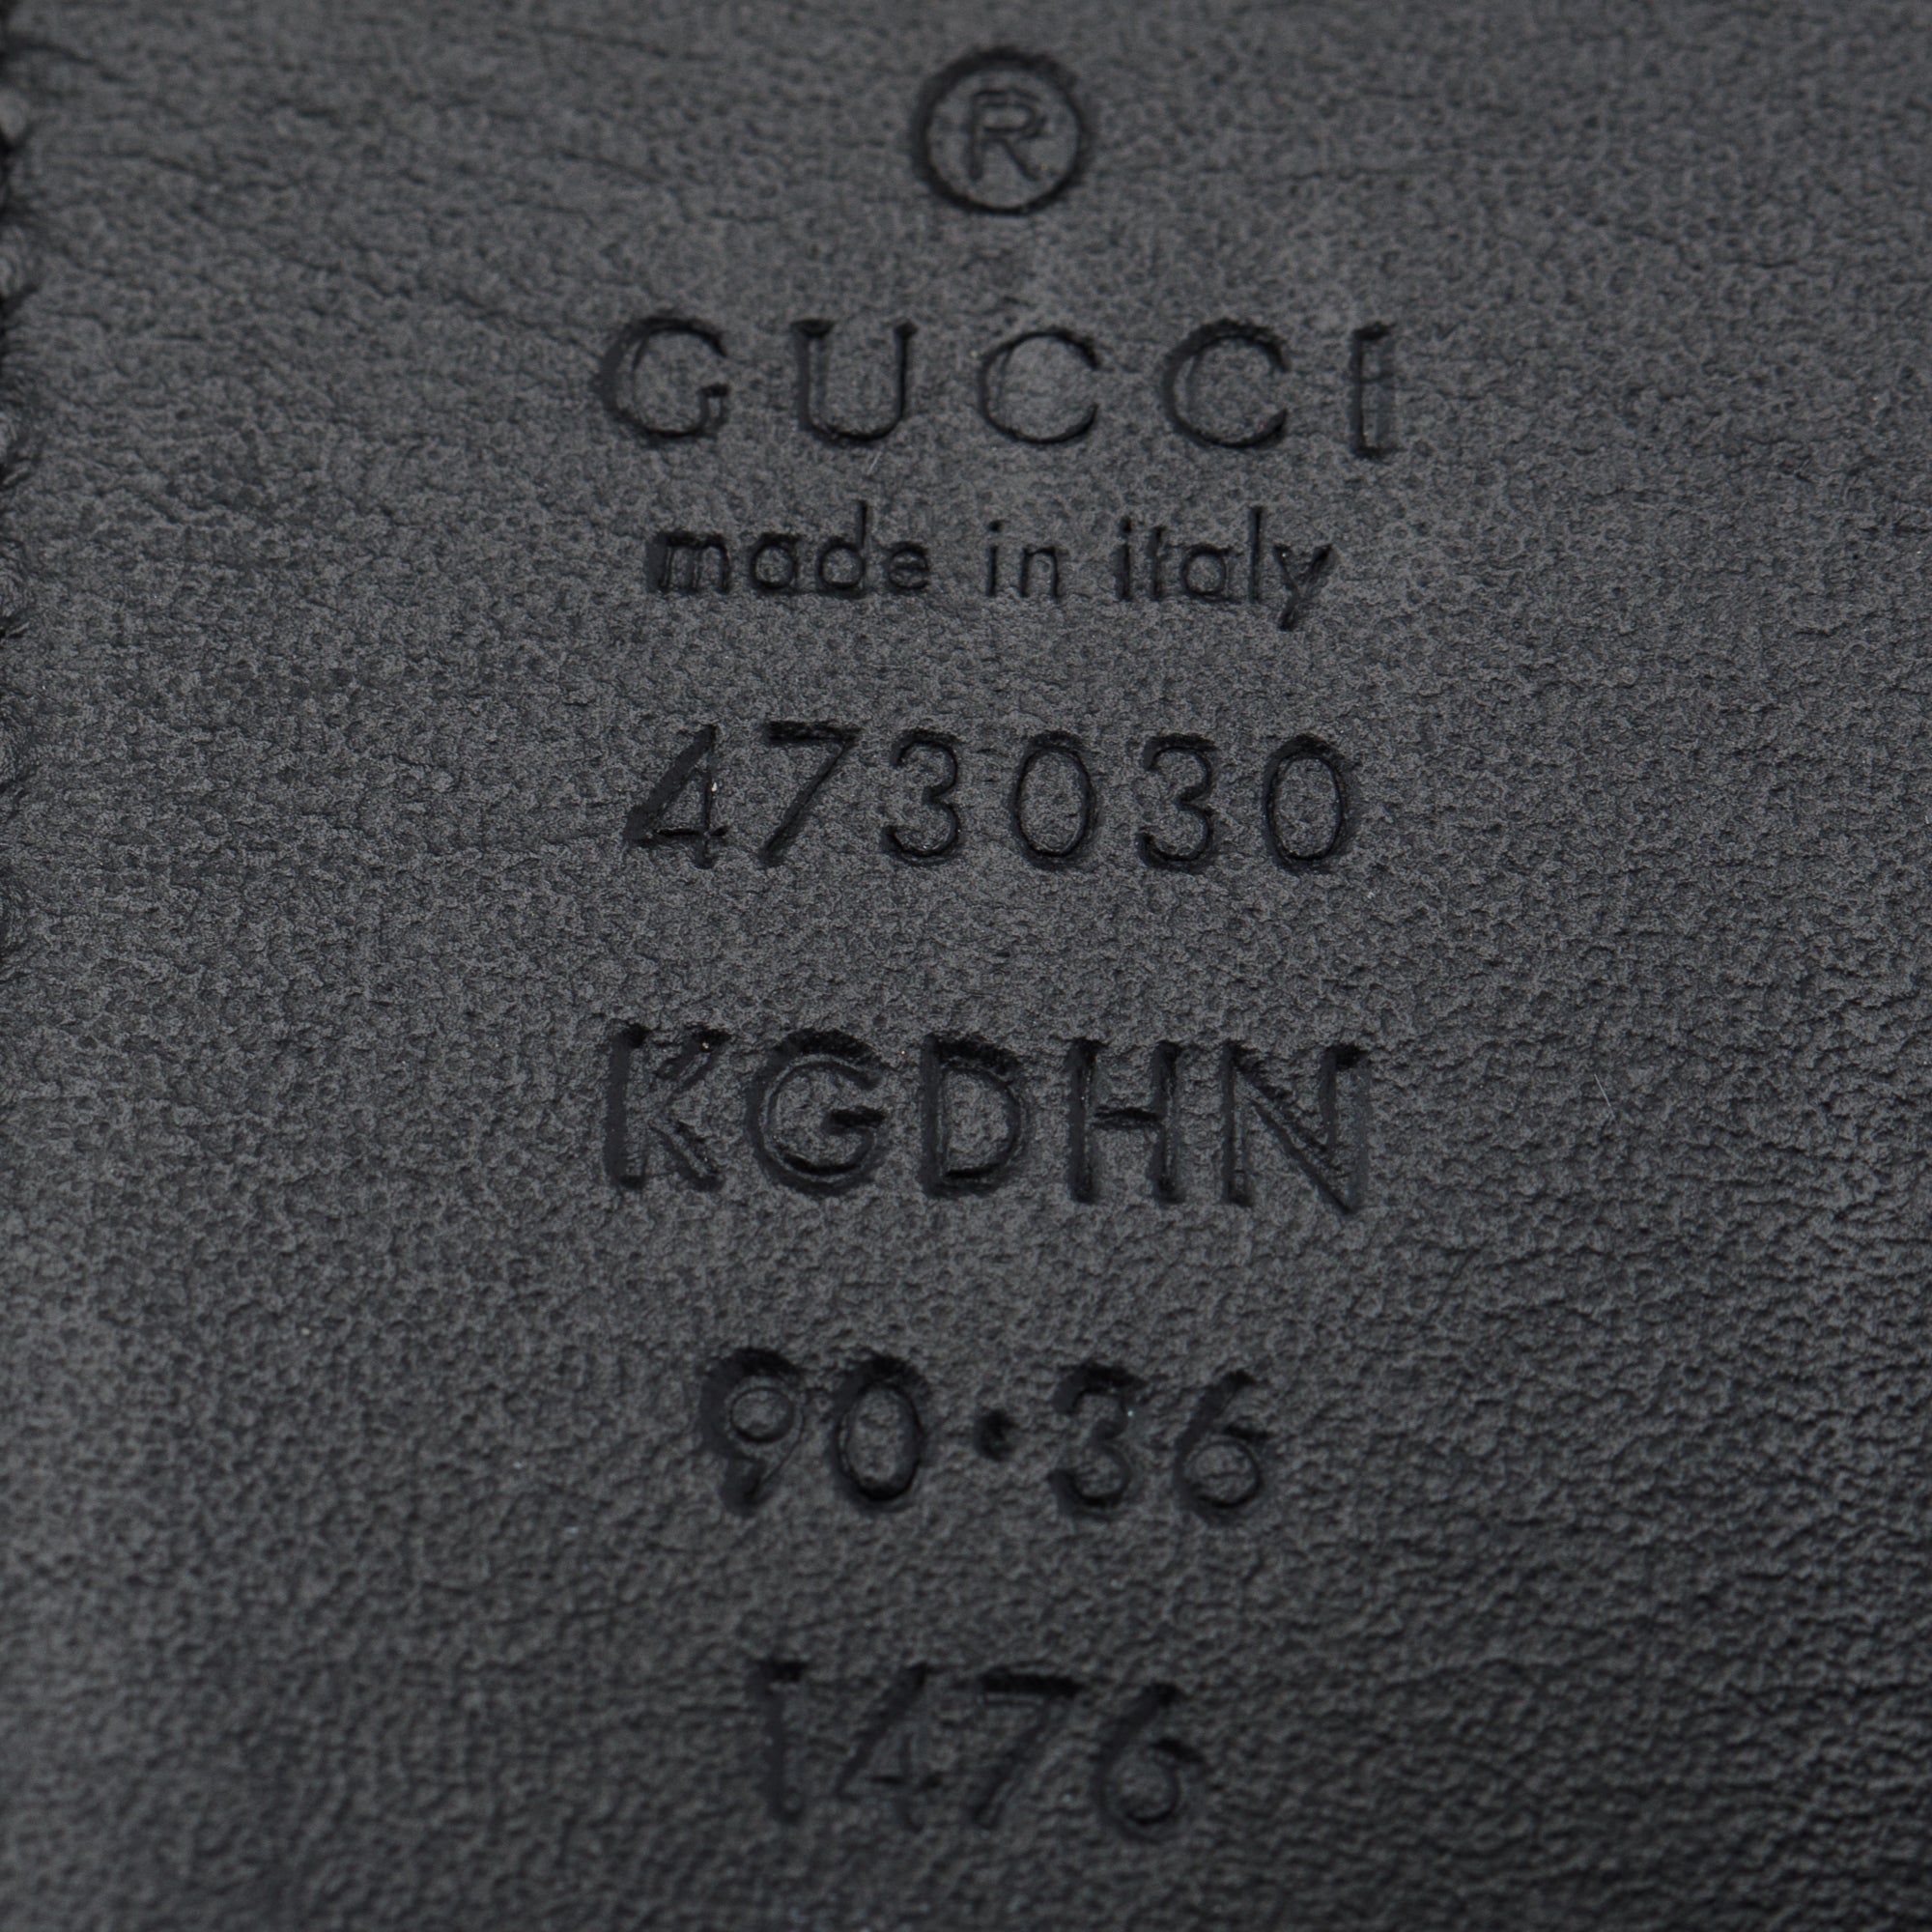 ®
GUCCI
made in italy
473030
KGDHN
90·36
1476